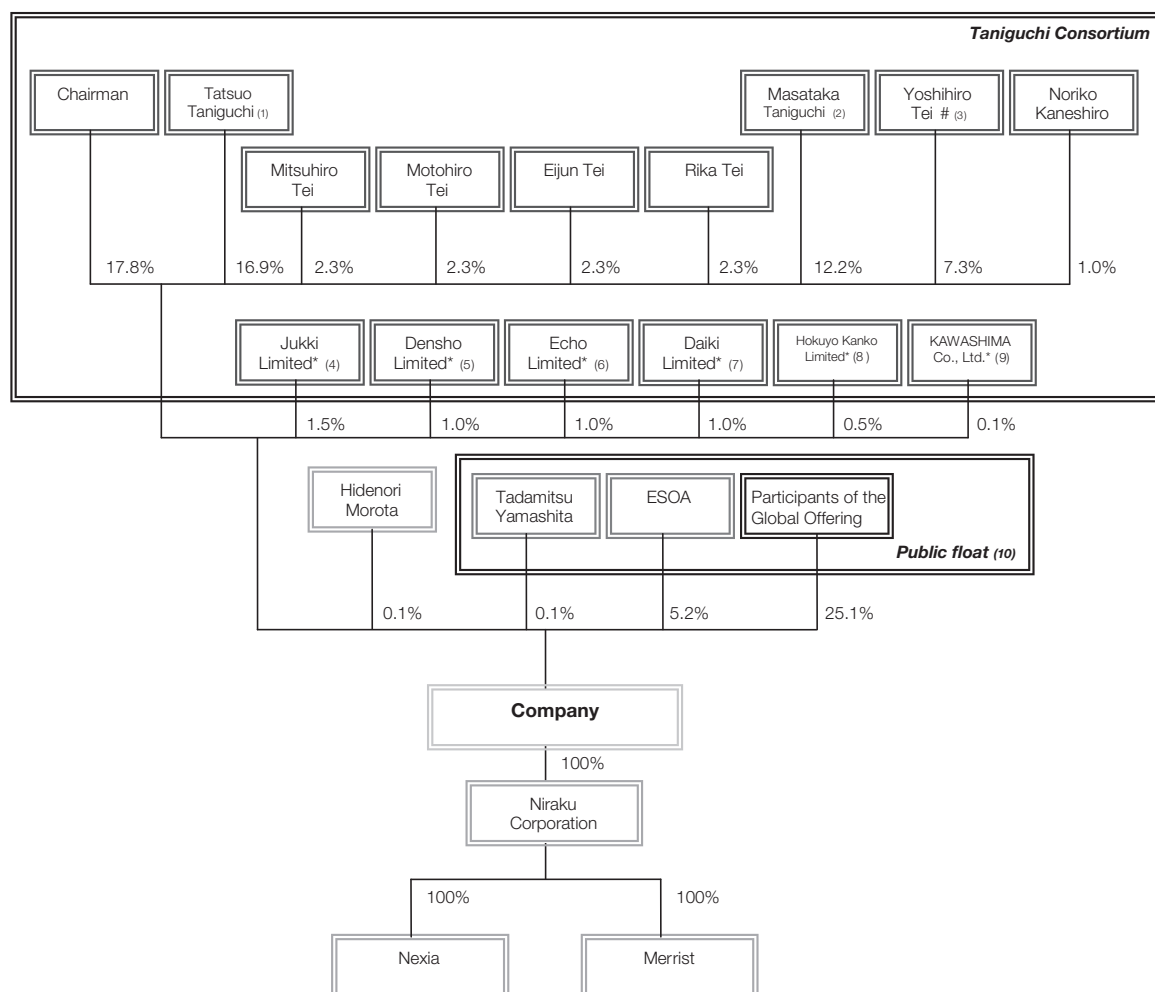 Taniguchi Consortium
Chairman
Tatsuo
Taniguchi (1)
Masataka
Taniguchi (2)
Yoshihiro
Tei # (3)
Noriko
Kaneshiro
Mitsuhiro
Tei
Motohiro
Tei
Eijun Tei
Rika Tei
17.8%
16.9%
2.3%
2.3%
2.3%
2.3%
12.2%
7.3%
1.0%
Jukki
Limited* (4)
Densho
Limited* (5)
Echo
Limited* (6)
Daiki
Limited* (7)
Hokuyo Kanko
Limited* (8 )
KAWASHIMA
Co., Ltd.* (9)
1.5%
1.0%
1.0%
1.0%
0.5%
0.1%
Hidenori
Morota
Tadamitsu
Yamashita
ESOA
Participants of the
Global Offering
Public float (10)
0.1%
0.1%
5.2%
25.1%
Company
100%
Niraku
Corporation
100%
100%
Nexia
Merrist